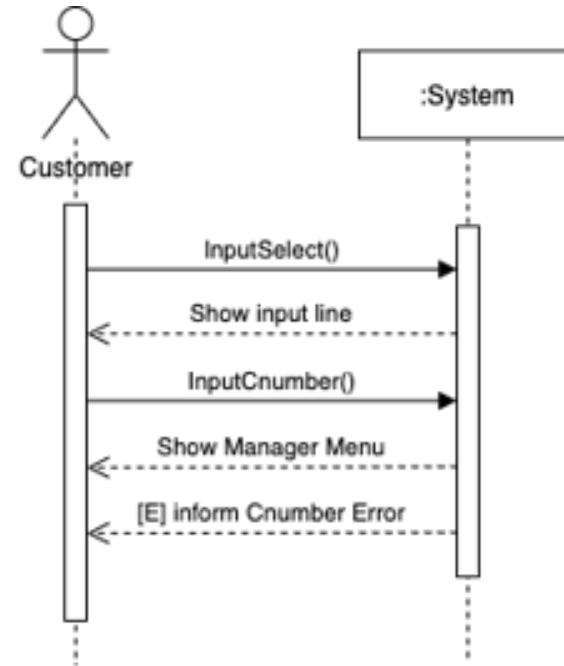 :System
Customer
InputSelect()
Show input line
InputCnumber()
Show Manager Menu
[E] inform Cnumber Error